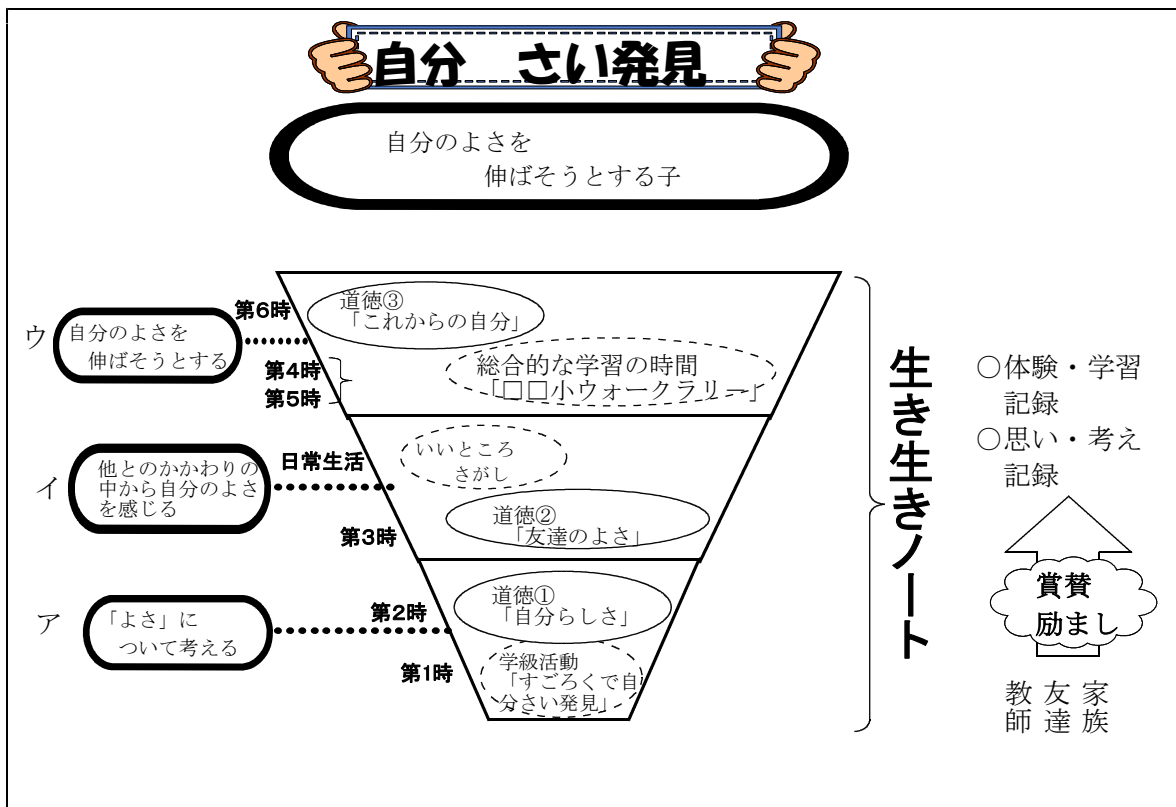 自分　さい発見
自分のよさを
伸ばそうとする子
ウ
自分のよさを
伸ばそうとする
第6時
道徳③
「これからの自分」
第4時
第5時
総合的な学習の時間
「□□小ウォークラリー」
イ
他とのかかわりの
中から自分のよさ
を感じる
日常生活
いいところ
さがし
第3時
道徳②
「友達のよさ」
ア
「よさ」に
ついて考える
第2時
道徳①
「自分らしさ」
第1時
学級活動
「すごろくで自
分さい発見」
生き生きノート
○体験・学習
記録
○思い・考え
記録
賞賛
励まし
教師
友達
家族